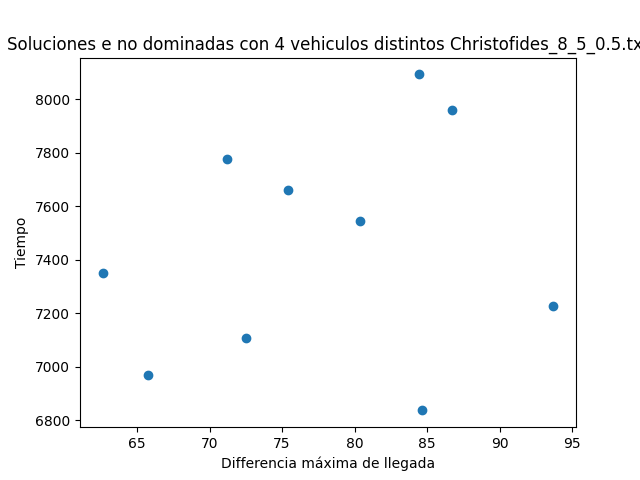 Soluciones e no dominadas con 4 vehiculos distintos Christofides_8_5_0.5.tx
8000
7800
7600
7400
7200
7000
6800
Tiempo
65 70 75 80 85 90 95
Differencia máxima de llegada